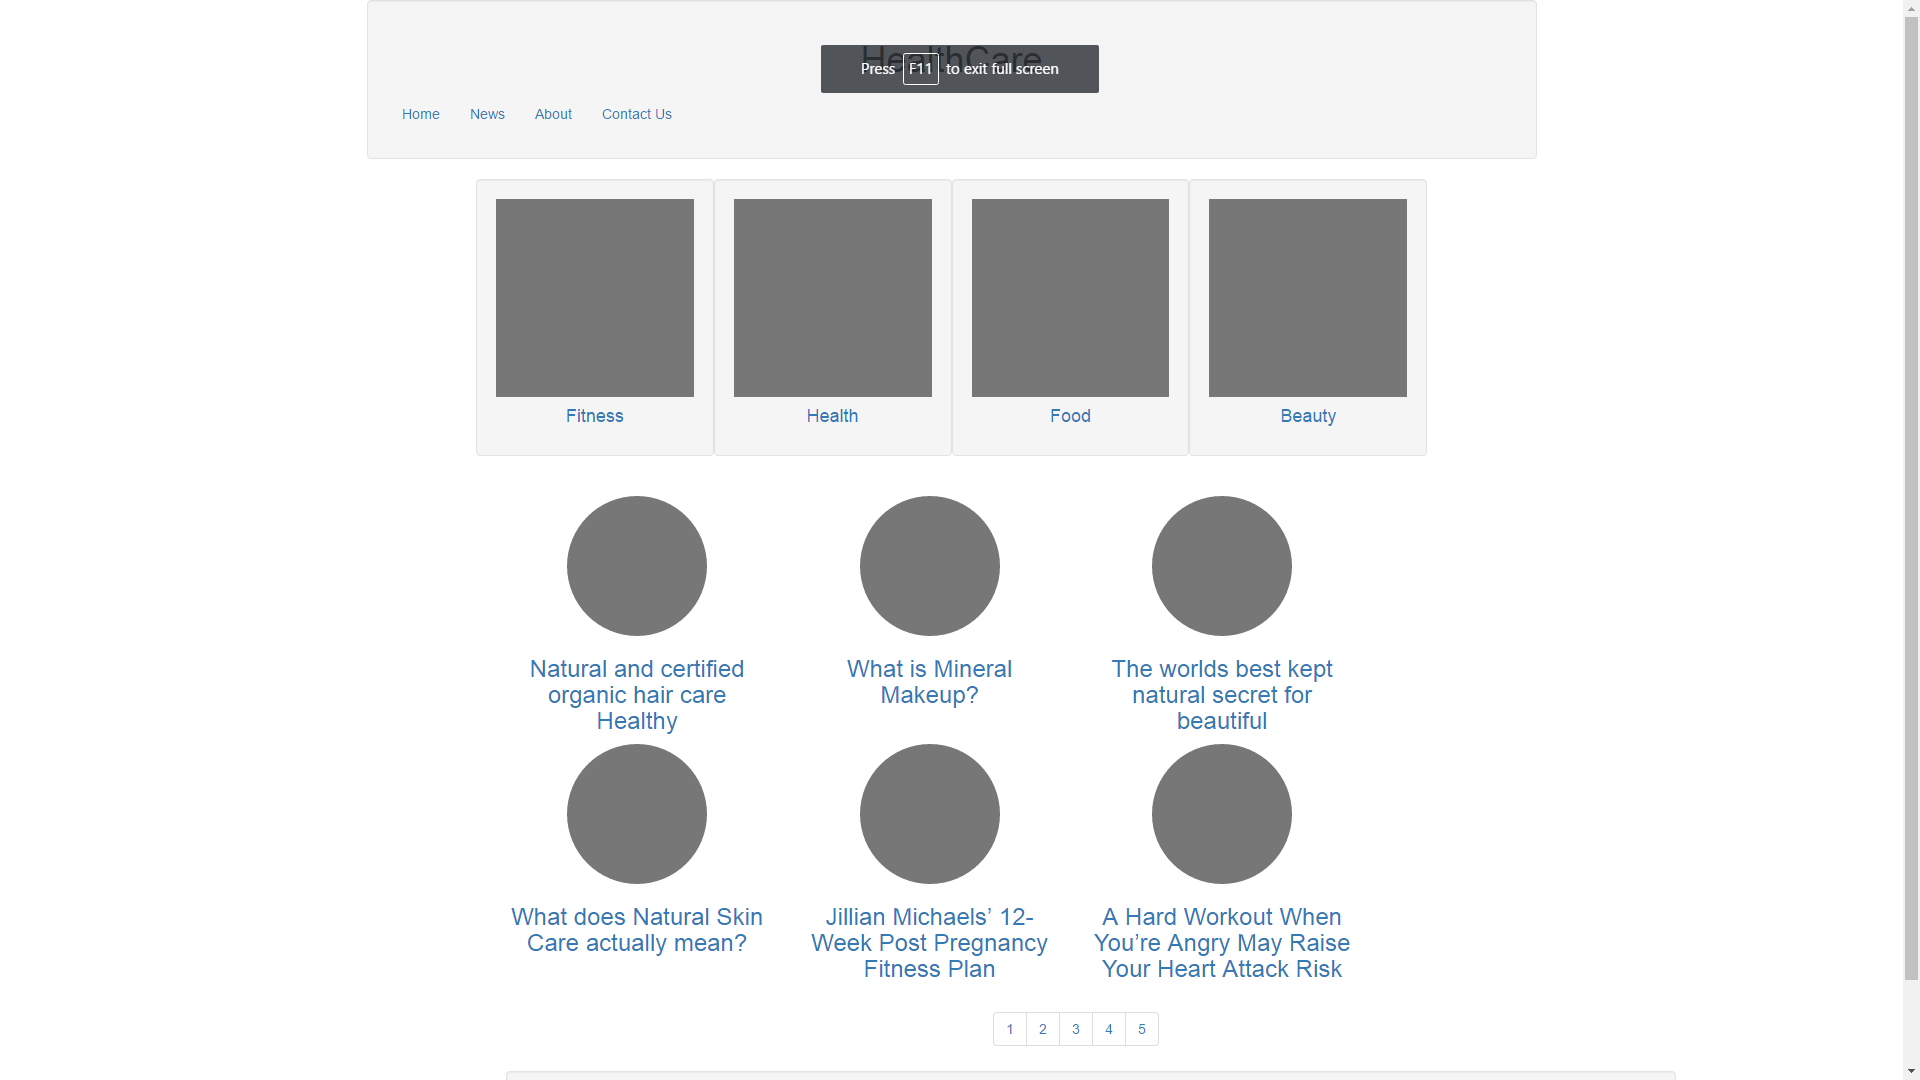 HealthCare
Press F11 to exit full screen
Home News About Contact Us
Fitness Health Food Beauty
Natural and certified
organic hair care
Healthy
What is Mineral
Makeup?
The worlds best kept
natural secret for
beautiful
What does Natural Skin
Care actually mean?
Jillian Michaels’ 12-
Week Post Pregnancy
Fitness Plan
A Hard Workout When
You’re Angry May Raise
Your Heart Attack Risk
1 2 3 4 5